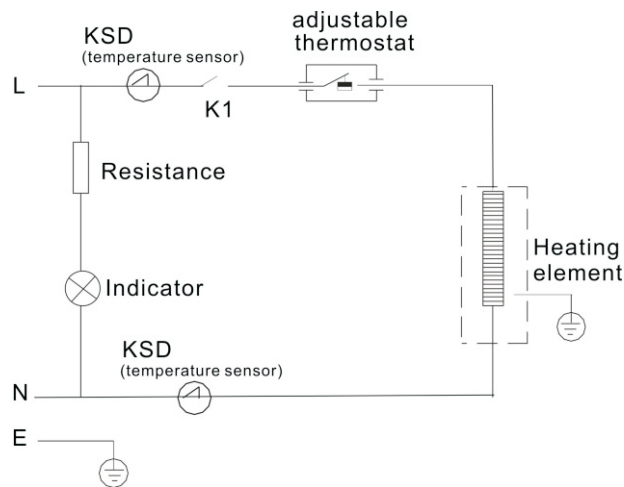 adjustable
thermostat
KSD
(temperature sensor)
L
K1
Resistance
Heating
element
Indicator
KSD
(temperature sensor)
N
E